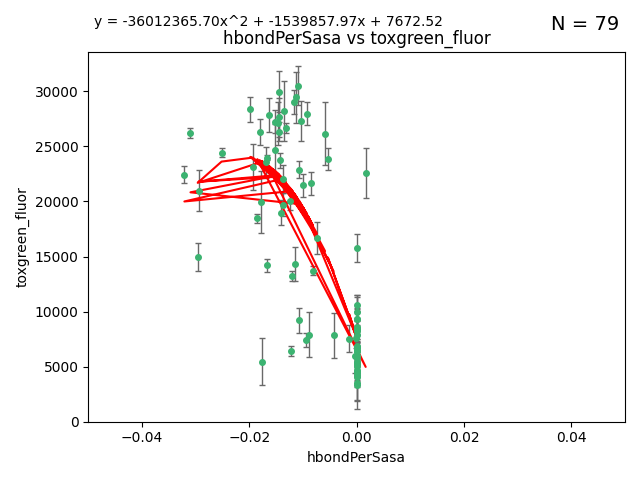 y = -36012365.70x^2 + -1539857.97x + 7672.52
N = 79
hbondPerSasa vs toxgreen_fluor
30000
25000
20000
15000
10000
5000
0
toxgreen_fluor
-0.04
-0.02
0.00
0.02
0.04
hbondPerSasa